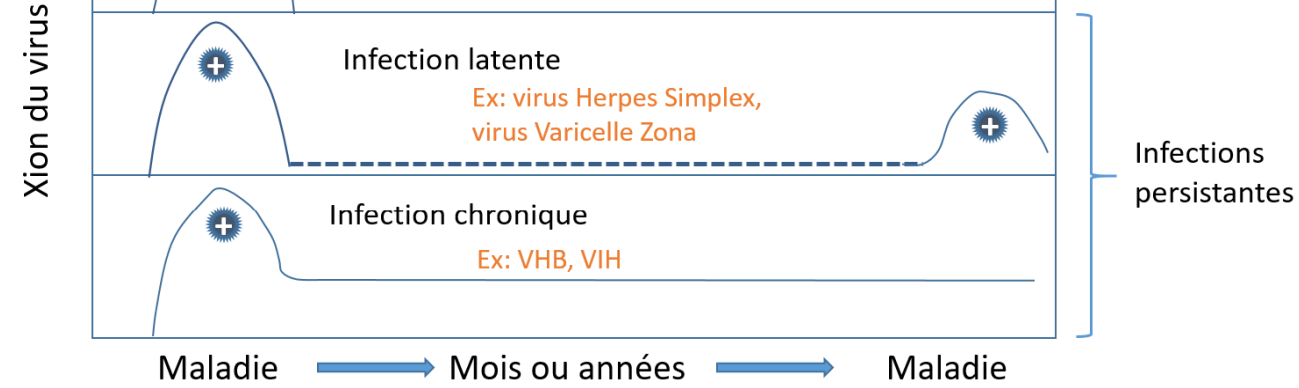 Xion du virus
Infection latente
Ex: virus Herpes Simplex,
virus Varicelle Zona
Infection chronique
Ex: VHB, VIH
Infections
persistantes
Maladie Mois ou années Maladie